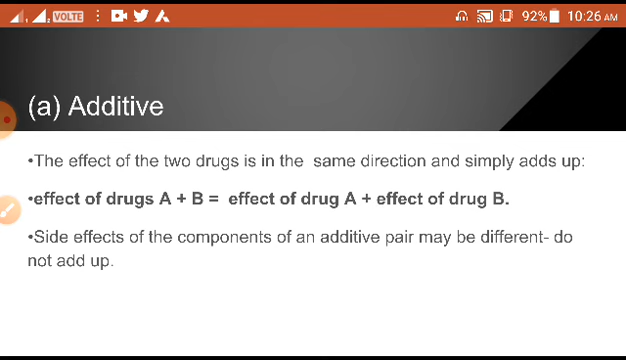 VOLTE 92% 10:26 AM
(a) Additive
•The effect of the two drugs is in the same direction and simply adds up:
•effect of drugs A + B = effect of drug A + effect of drug B.
•Side effects of the components of an additive pair may be different- do
not add up.